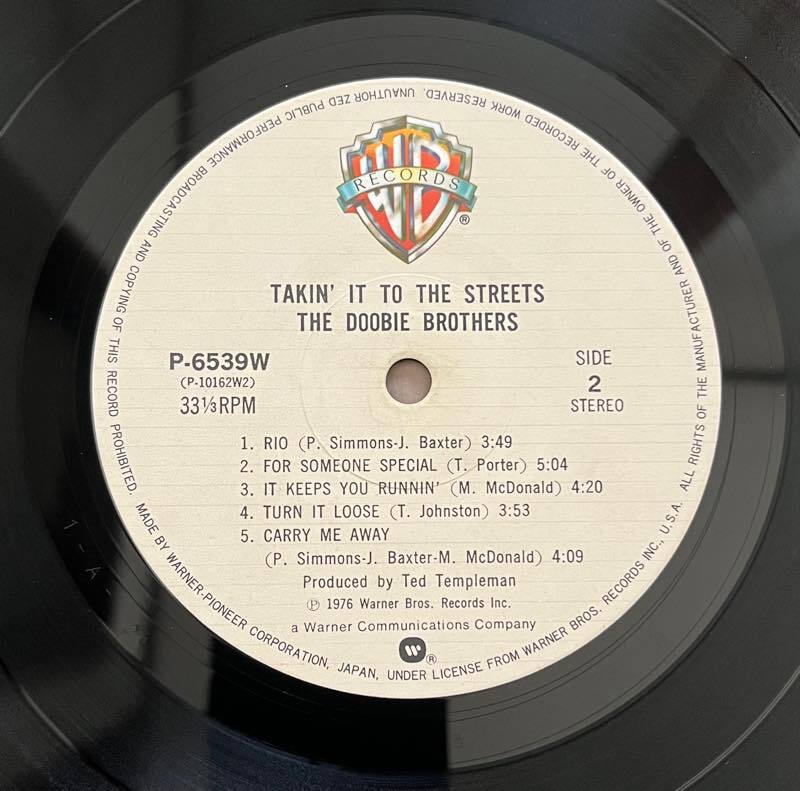 WB
RECORDS
®
TAKIN' IT TO THE STREETS
THE DOOBIE BROTHERS
P-6539W
(P-10162W2)
33⅓RPM
SIDE
2
STEREO
1. RIO (P. Simmons-J. Baxter) 3:49
2. FOR SOMEONE SPECIAL (T. Porter) 5:04
3. IT KEEPS YOU RUNNIN' (M. McDonald) 4:20
4. TURN IT LOOSE (T. Johnston) 3:53
5. CARRY ME AWAY
(P. Simmons-J. Baxter-M. McDonald) 4:09
Produced by Ted Templeman
Ⓟ 1976 Warner Bros. Records Inc.
a Warner Communications Company
®
MADE BY WARNER-PIONEER CORPORATION, JAPAN, UNDER LICENSE FROM WARNER BROS. RECORDS INC., U.S.A. ALL RIGHTS OF THE MANUFACTURER AND OF THE OWNER OF THE RECORDED WORK RESERVED. UNAUTHOR ZED PUBLIC PERFORMANCE BROADCASTING AND COPYING OF THIS RECORD PROHIBITED.
1-A-